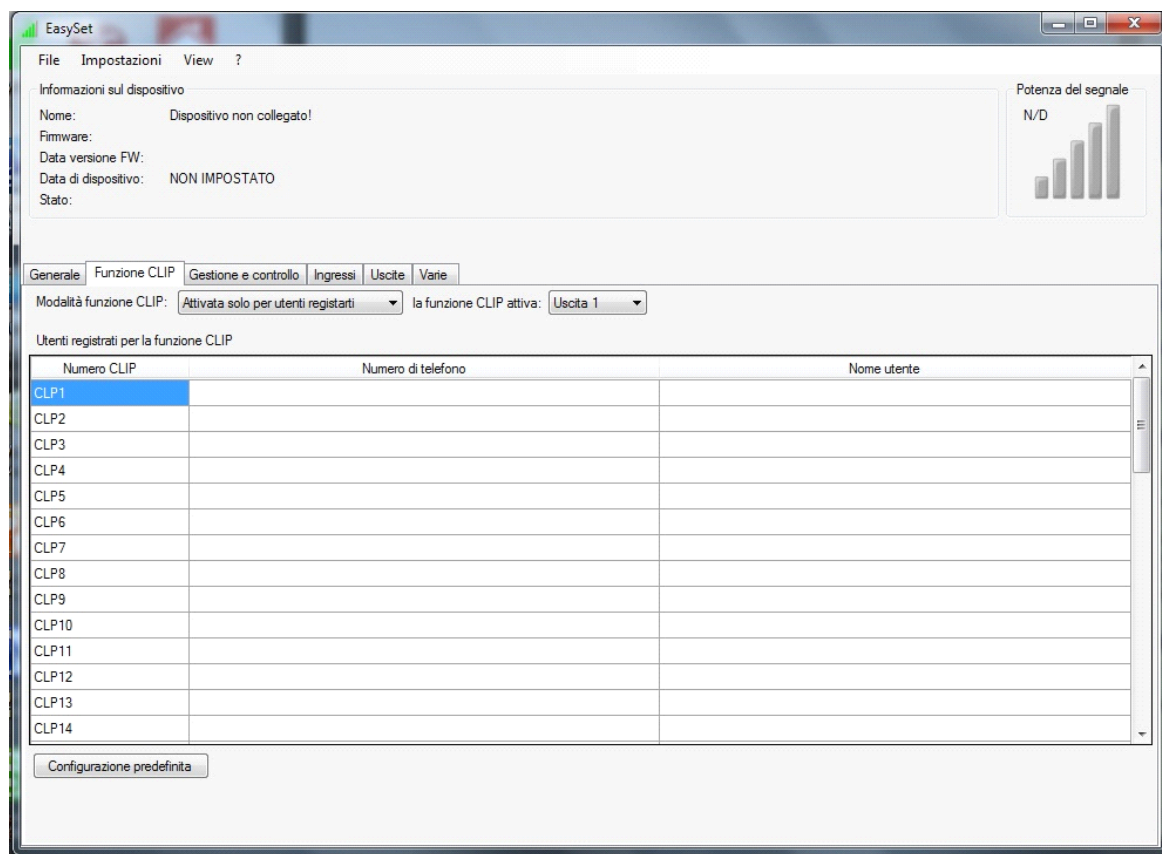 EasySet
File Impostazioni View ?
Informazioni sul dispositivo
Nome: Dispositivo non collegato!
Firmware:
Data versione FW:
Data di dispositivo: NON IMPOSTATO
Stato:
Potenza del segnale
N/D
Generale Funzione CLIP Gestione e controllo Ingressi Uscite Varie
Modalità funzione CLIP: Attivata solo per utenti registarti la funzione CLIP attiva: Uscita 1
Utenti registrati per la funzione CLIP
Numero CLIP Numero di telefono Nome utente
CLP1
CLP2
CLP3
CLP4
CLP5
CLP6
CLP7
CLP8
CLP9
CLP10
CLP11
CLP12
CLP13
CLP14
Configurazione predefinita